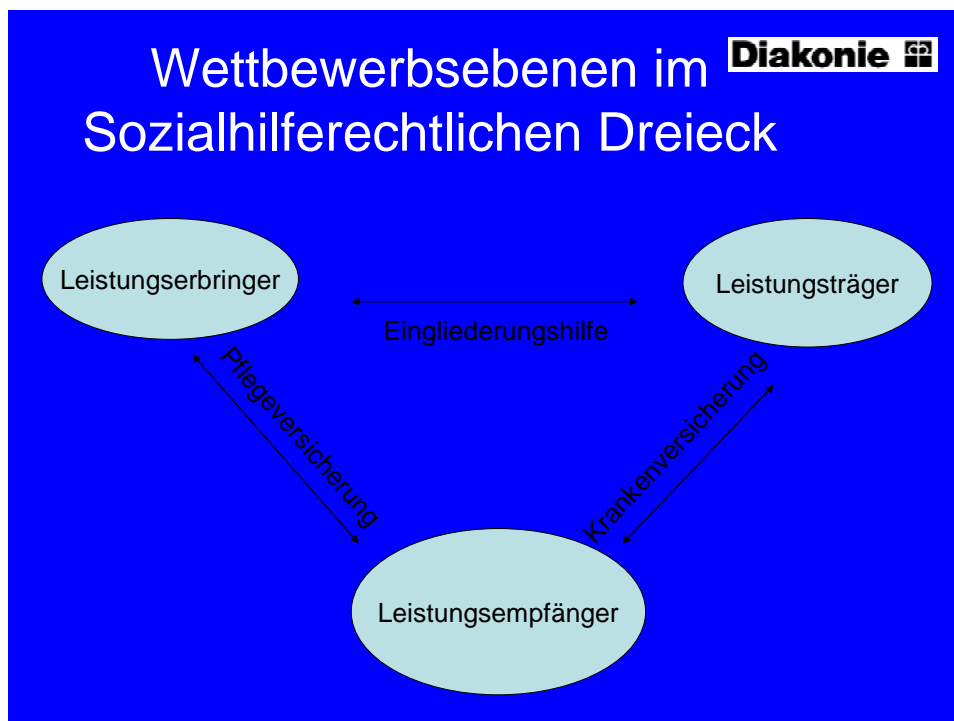 Wettbewerbsebenen im
Diakonie
Sozialhilferechtlichen Dreieck
Leistungserbringer
Leistungsträger
Eingliederungshilfe
Pflegeversicherung
Krankenversicherung
Leistungsempfänger